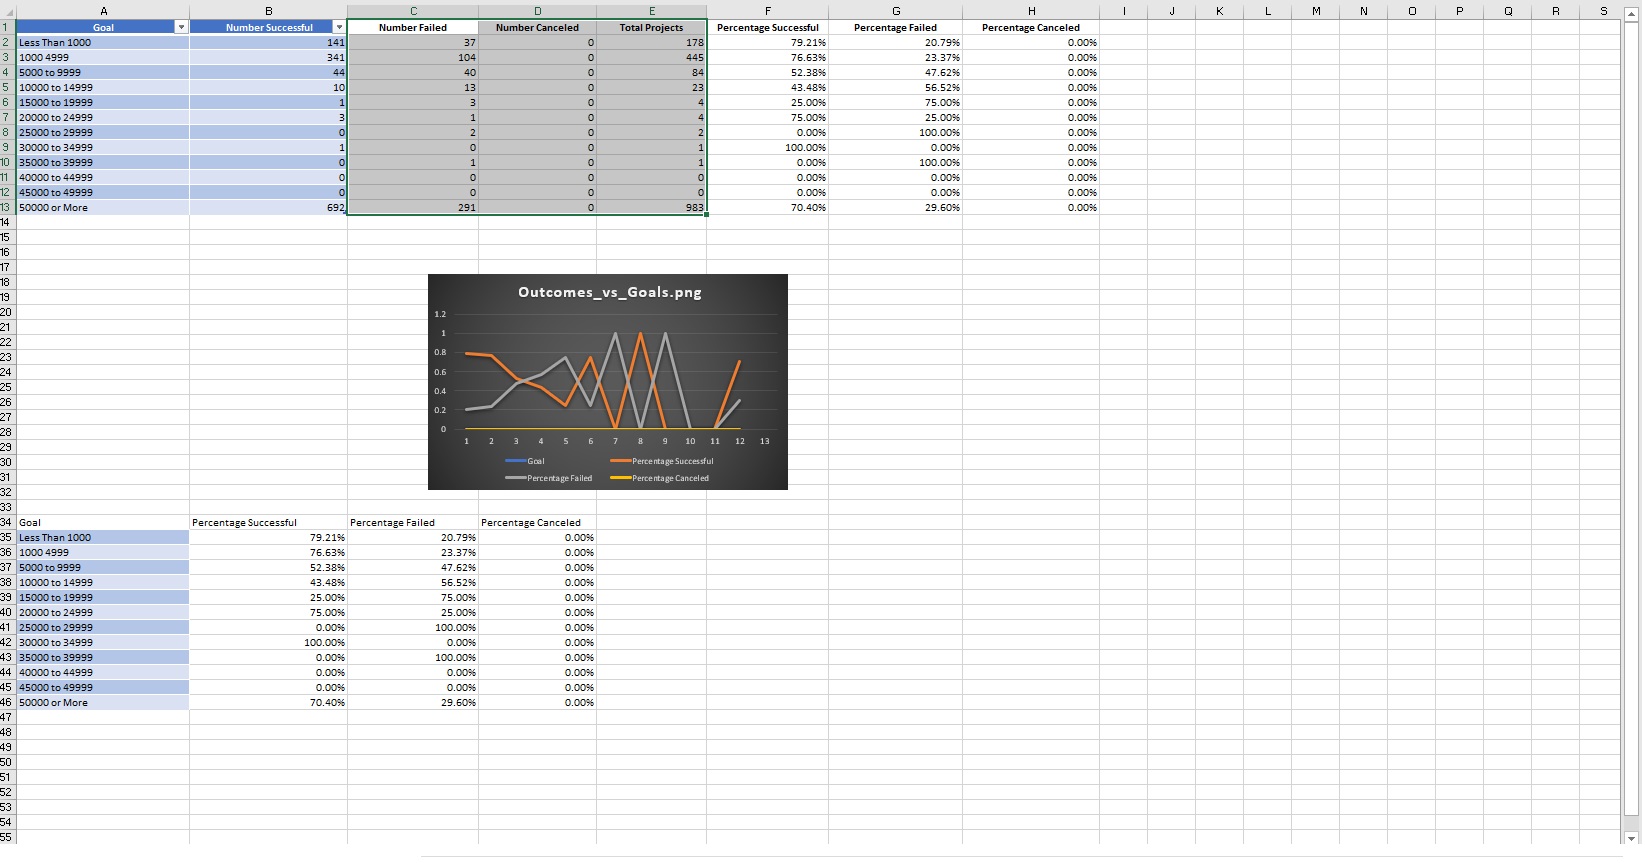 A B C D E F G H I J K L M N O P Q R S
1 Goal Number Successful Number Failed Number Canceled Total Projects Percentage Successful Percentage Failed Percentage Canceled
2 Less Than 1000 141 37 0 178 79.21% 20.79% 0.00%
3 1000 4999 341 104 0 445 76.63% 23.37% 0.00%
4 5000 to 9999 44 40 0 84 52.38% 47.62% 0.00%
5 10000 to 14999 10 13 0 23 43.48% 56.52% 0.00%
6 15000 to 19999 1 3 0 4 25.00% 75.00% 0.00%
7 20000 to 24999 3 1 0 4 75.00% 25.00% 0.00%
8 25000 to 29999 0 2 0 2 0.00% 100.00% 0.00%
9 30000 to 34999 1 0 0 1 100.00% 0.00% 0.00%
10 35000 to 39999 0 1 0 1 0.00% 100.00% 0.00%
11 40000 to 44999 0 0 0 0 0.00% 0.00% 0.00%
12 45000 to 49999 0 0 0 0 0.00% 0.00% 0.00%
13 50000 or More 692 291 0 983 70.40% 29.60% 0.00%
14
15
16
17
18
19
20
21
22
23
24
25
26
27
28
29
30
31
32
33
Outcomes_vs_Goals.png
1.2
1
0.8
0.6
0.4
0.2
0
1 2 3 4 5 6 7 8 9 10 11 12 13
Goal Percentage Successful
Percentage Failed Percentage Canceled
34 Goal Percentage Successful Percentage Failed Percentage Canceled
35 Less Than 1000 79.21% 20.79% 0.00%
36 1000 4999 76.63% 23.37% 0.00%
37 5000 to 9999 52.38% 47.62% 0.00%
38 10000 to 14999 43.48% 56.52% 0.00%
39 15000 to 19999 25.00% 75.00% 0.00%
40 20000 to 24999 75.00% 25.00% 0.00%
41 25000 to 29999 0.00% 100.00% 0.00%
42 30000 to 34999 100.00% 0.00% 0.00%
43 35000 to 39999 0.00% 100.00% 0.00%
44 40000 to 44999 0.00% 0.00% 0.00%
45 45000 to 49999 0.00% 0.00% 0.00%
46 50000 or More 70.40% 29.60% 0.00%
47
48
49
50
51
52
53
54
55